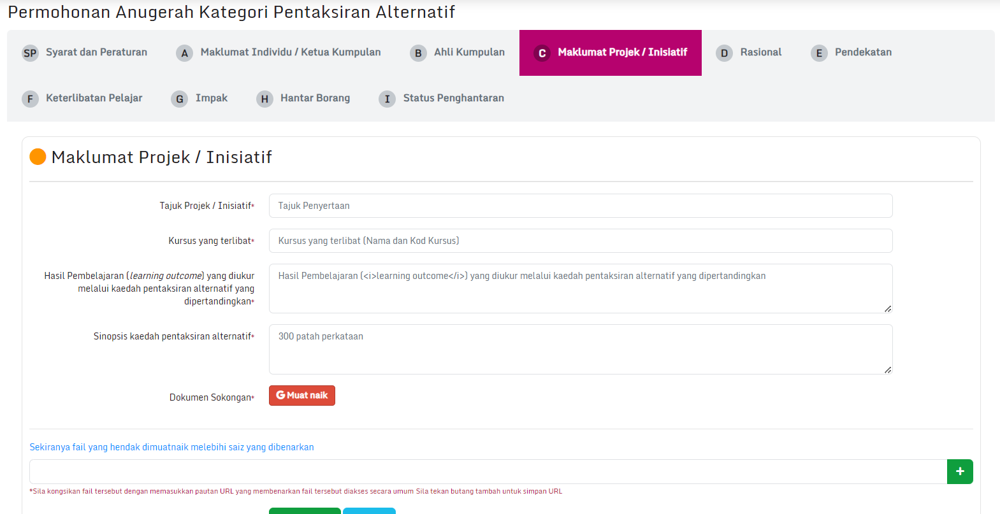 Permohonan Anugerah Kategori Pentaksiran Alternatif
SP Syarat dan Peraturan
A Maklumat Individu / Ketua Kumpulan
B Ahli Kumpulan
C Maklumat Projek / Inisiatif
D Rasional
E Pendekatan
F Keterlibatan Pelajar
G Impak
H Hantar Borang
I Status Penghantaran
Maklumat Projek / Inisiatif
Tajuk Projek / Inisiatif*
Tajuk Penyertaan
Kursus yang terlibat*
Kursus yang terlibat (Nama dan Kod Kursus)
Hasil Pembelajaran (learning outcome) yang diukur
melalui kaedah pentaksiran alternatif yang
dipertandingkan*
Hasil Pembelajaran (<i>learning outcome</i>) yang diukur melalui kaedah pentaksiran alternatif yang dipertandingkan
Sinopsis kaedah pentaksiran alternatif*
300 patah perkataan
Dokumen Sokongan*
G Muat naik
Sekiranya fail yang hendak dimuatnaik melebihi saiz yang dibenarkan
+
*Sila kongsikan fail tersebut dengan memasukkan pautan URL yang membenarkan fail tersebut diakses secara umum Sila tekan butang tambah untuk simpan URL